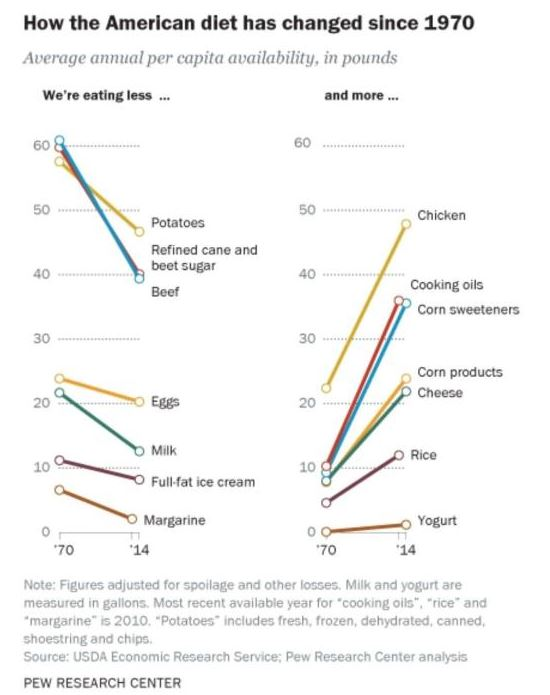 How the American diet has changed since 1970
Average annual per capita availability, in pounds
We're eating less ...
60
50
40
30
20
10
0
'70
'14
Potatoes
Refined cane and
beet sugar
Beef
Eggs
Milk
Full-fat ice cream
Margarine
and more ...
60
50
40
30
20
10
0
'70
'14
Chicken
Cooking oils
Corn sweeteners
Corn products
Cheese
Rice
Yogurt
Note: Figures adjusted for spoilage and other losses. Milk and yogurt are
measured in gallons. Most recent available year for "cooking oils", "rice" and
"margarine" is 2010. "Potatoes" includes fresh, frozen, dehydrated, canned,
shoestring and chips.
Source: USDA Economic Research Service; Pew Research Center analysis
PEW RESEARCH CENTER